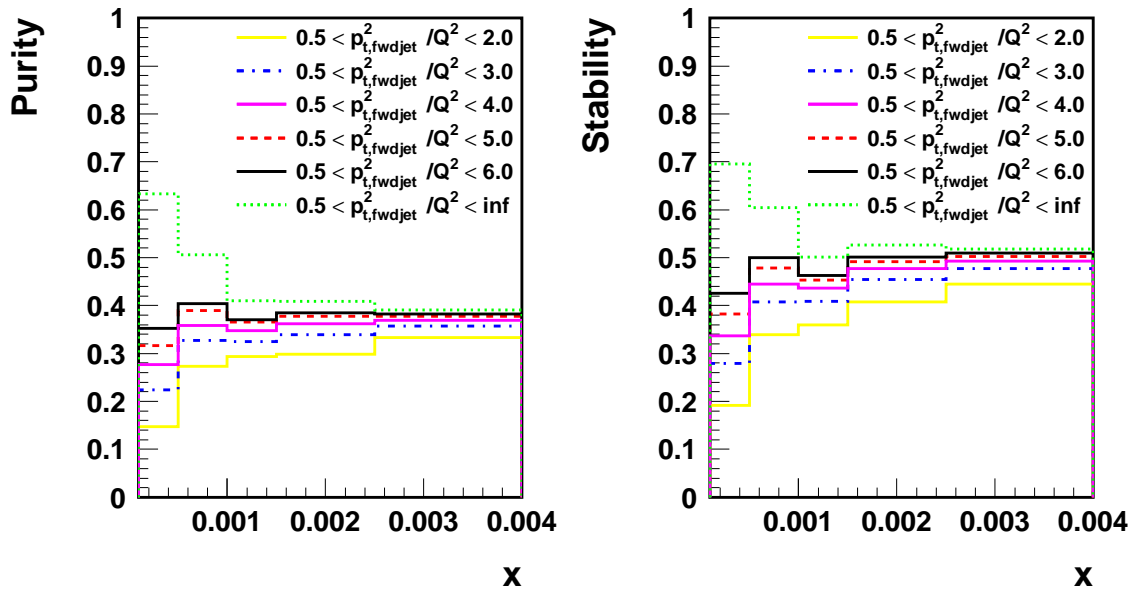 Purity
1
0.9
0.8
0.7
0.6
0.5
0.4
0.3
0.2
0.1
0
0.5 < p²t,fwdjet /Q² < 2.0
0.5 < p²t,fwdjet /Q² < 3.0
0.5 < p²t,fwdjet /Q² < 4.0
0.5 < p²t,fwdjet /Q² < 5.0
0.5 < p²t,fwdjet /Q² < 6.0
0.5 < p²t,fwdjet /Q² < inf
0.001 0.002 0.003 0.004
x
Stability
1
0.9
0.8
0.7
0.6
0.5
0.4
0.3
0.2
0.1
0
0.5 < p²t,fwdjet /Q² < 2.0
0.5 < p²t,fwdjet /Q² < 3.0
0.5 < p²t,fwdjet /Q² < 4.0
0.5 < p²t,fwdjet /Q² < 5.0
0.5 < p²t,fwdjet /Q² < 6.0
0.5 < p²t,fwdjet /Q² < inf
0.001 0.002 0.003 0.004
x